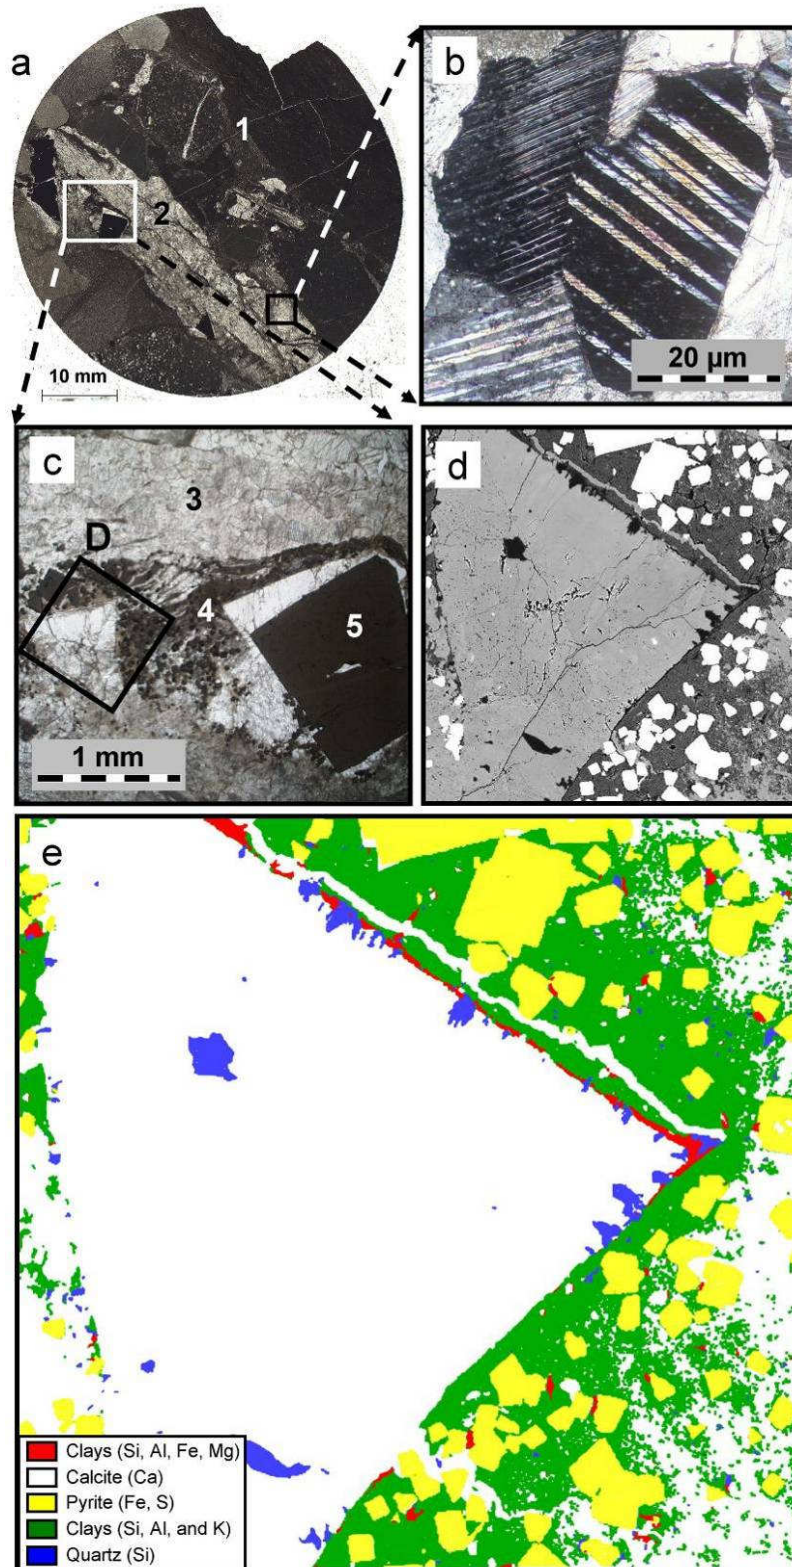 a
1
2
10 mm
b
20 µm
c
3
D
4
5
1 mm
d
e
Clays (Si, Al, Fe, Mg)
Calcite (Ca)
Pyrite (Fe, S)
Clays (Si, Al, and K)
Quartz (Si)